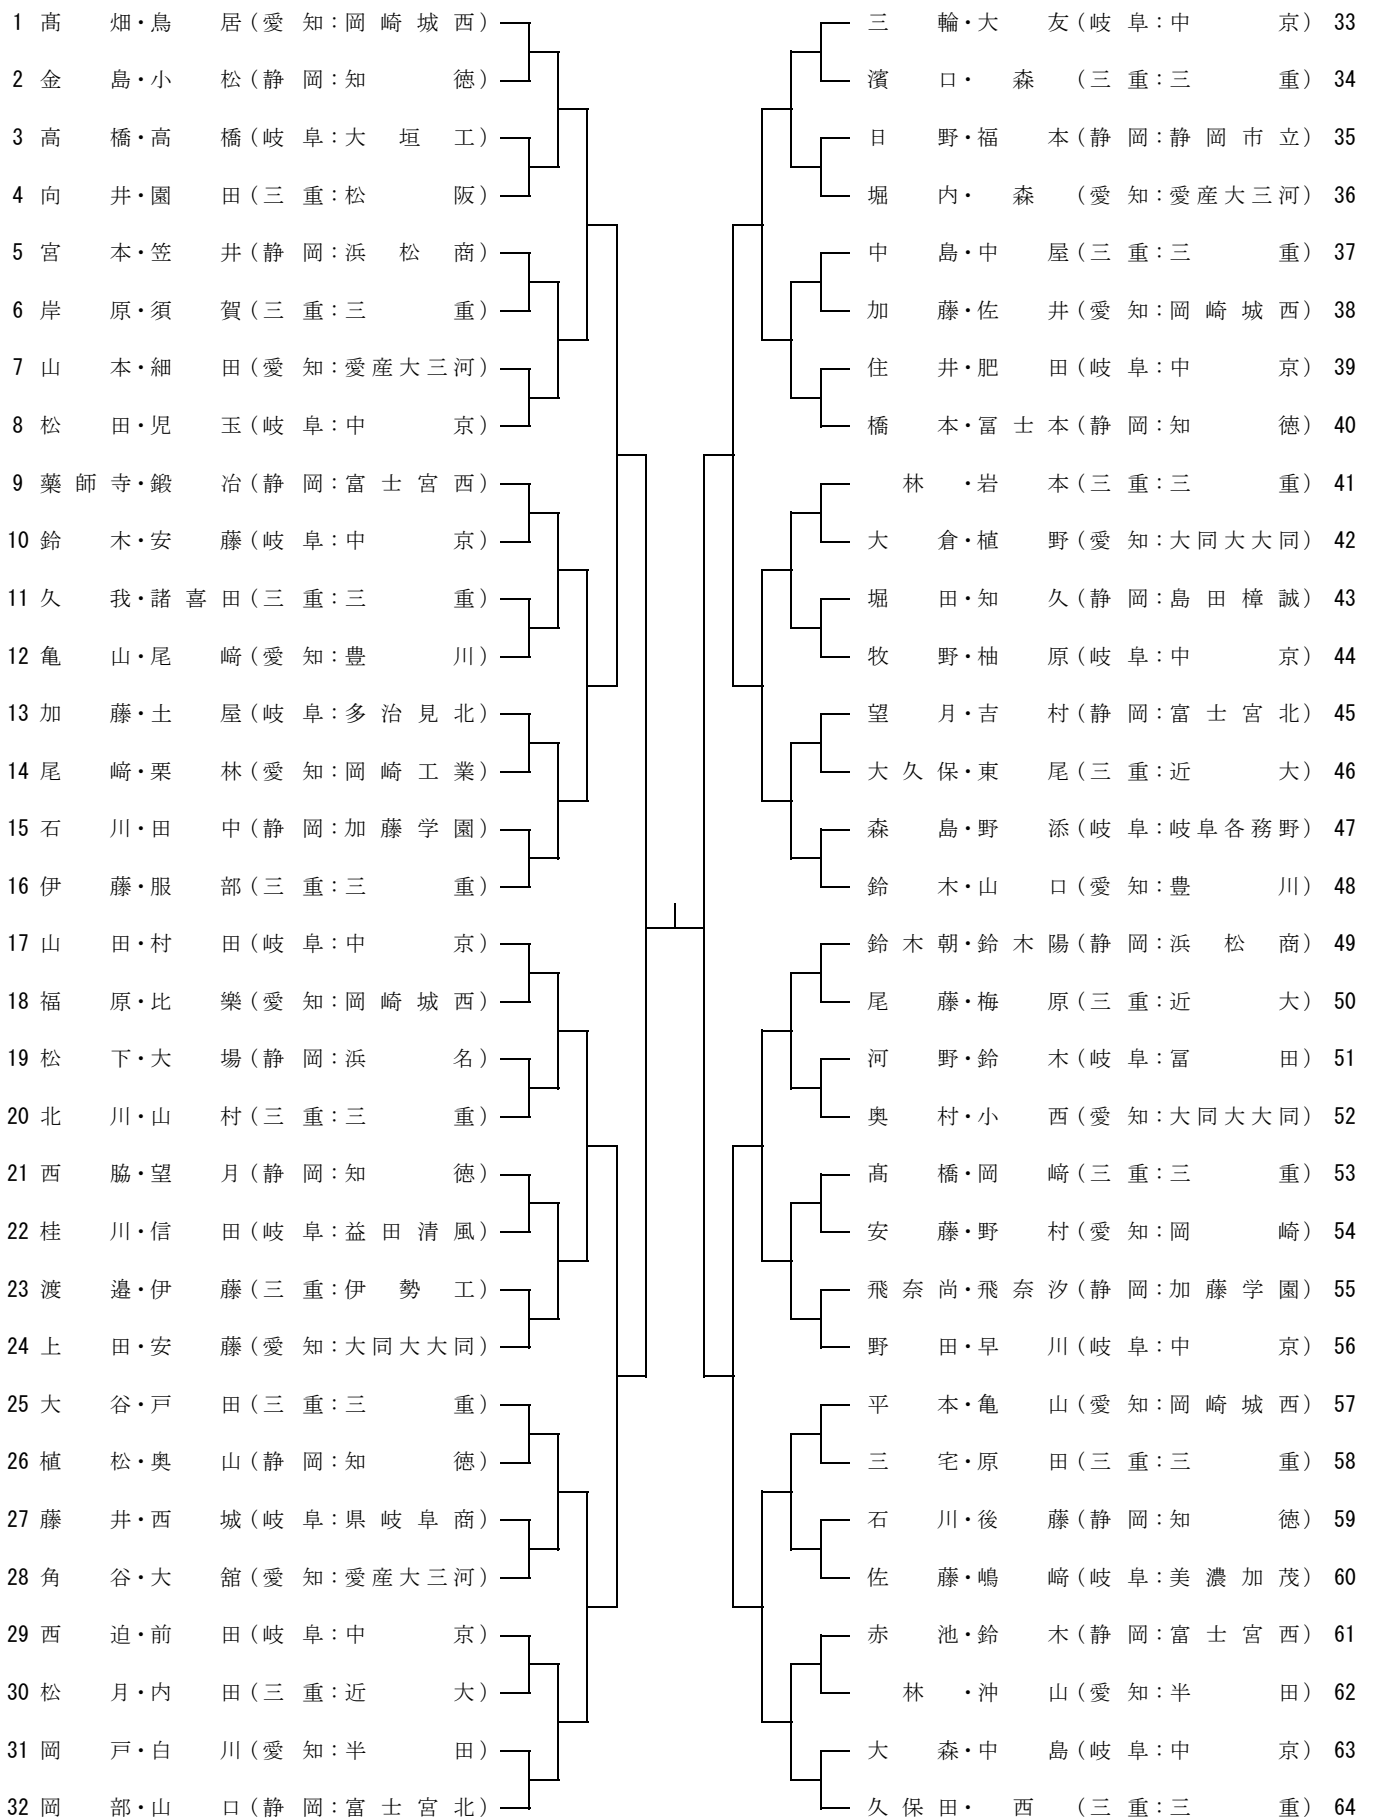 1 髙畑・鳥居(愛知:岡崎城西)
2 金島・小松(静岡:知徳)
3 高橋・高橋(岐阜:大垣工)
4 向井・園田(三重:松阪)
5 宮本・笠井(静岡:浜松商)
6 岸原・須賀(三重:三重)
7 山本・細田(愛知:愛産大三河)
8 松田・児玉(岐阜:中京)
9 薬師寺・鍛冶(静岡:富士宮西)
10 鈴木・安藤(岐阜:中京)
11 久我・諸喜田(三重:三重)
12 亀山・尾﨑(愛知:豊川)
13 加藤・土屋(岐阜:多治見北)
14 尾﨑・栗林(愛知:岡崎工業)
15 石川・田中(静岡:加藤学園)
16 伊藤・服部(三重:三重)
17 山田・村田(岐阜:中京)
18 福原・比樂(愛知:岡崎城西)
19 松下・大場(静岡:浜名)
20 北川・山村(三重:三重)
21 西脇・望月(静岡:知徳)
22 桂川・信田(岐阜:益田清風)
23 渡邉・伊藤(三重:伊勢工)
24 上田・安藤(愛知:大同大大同)
25 大谷・戸田(三重:三重)
26 植松・奥山(静岡:知徳)
27 藤井・西城(岐阜:県岐阜商)
28 角谷・大舘(愛知:愛産大三河)
29 西迫・前田(岐阜:中京)
30 松月・内田(三重:近大)
31 岡戸・白川(愛知:半田)
32 岡部・山口(静岡:富士宮北)
三輪・大友(岐阜:中京) 33
濱口・森(三重:三重) 34
日野・福本(静岡:静岡市立) 35
堀内・森(愛知:愛産大三河) 36
中島・中屋(三重:三重) 37
加藤・佐井(愛知:岡崎城西) 38
住井・肥田(岐阜:中京) 39
橋本・冨士本(静岡:知徳) 40
林・岩本(三重:三重) 41
大倉・植野(愛知:大同大大同) 42
堀田・知久(静岡:島田樟誠) 43
牧野・柚原(岐阜:中京) 44
望月・吉村(静岡:富士宮北) 45
大久保・東尾(三重:近大) 46
森島・野添(岐阜:岐阜各務野) 47
鈴木・山口(愛知:豊川) 48
鈴木朝・鈴木陽(静岡:浜松商) 49
尾藤・梅原(三重:近大) 50
河野・鈴木(岐阜:冨田) 51
奥村・小西(愛知:大同大大同) 52
髙橋・岡﨑(三重:三重) 53
安藤・野村(愛知:岡崎) 54
飛奈尚・飛奈汐(静岡:加藤学園) 55
野田・早川(岐阜:中京) 56
平本・亀山(愛知:岡崎城西) 57
三宅・原田(三重:三重) 58
石川・後藤(静岡:知徳) 59
佐藤・嶋﨑(岐阜:美濃加茂) 60
赤池・鈴木(静岡:富士宮西) 61
林・沖山(愛知:半田) 62
大森・中島(岐阜:中京) 63
久保田・西(三重:三重) 64